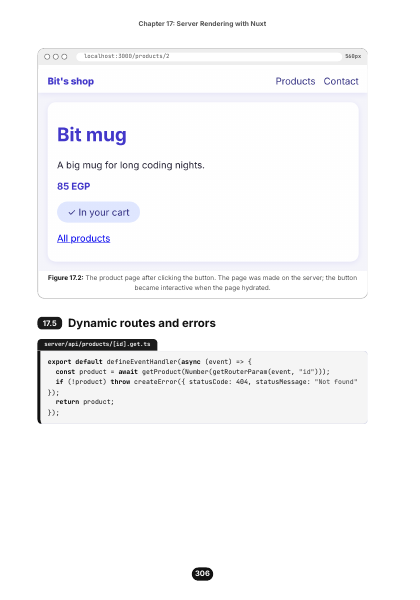 Chapter 17: Server Rendering with Nuxt
localhost:3000/products/2
560px
Bit's shop
Products Contact
Bit mug
A big mug for long coding nights.
85 EGP
✓ In your cart
All products
Figure 17.2: The product page after clicking the button. The page was made on the server; the button
became interactive when the page hydrated.
17.5 Dynamic routes and errors
server/api/products/[id].get.ts
export default defineEventHandler(async (event) => {
  const product = await getProduct(Number(getRouterParam(event, "id")));
  if (!product) throw createError({ statusCode: 404, statusMessage: "Not found"
});
  return product;
});
306